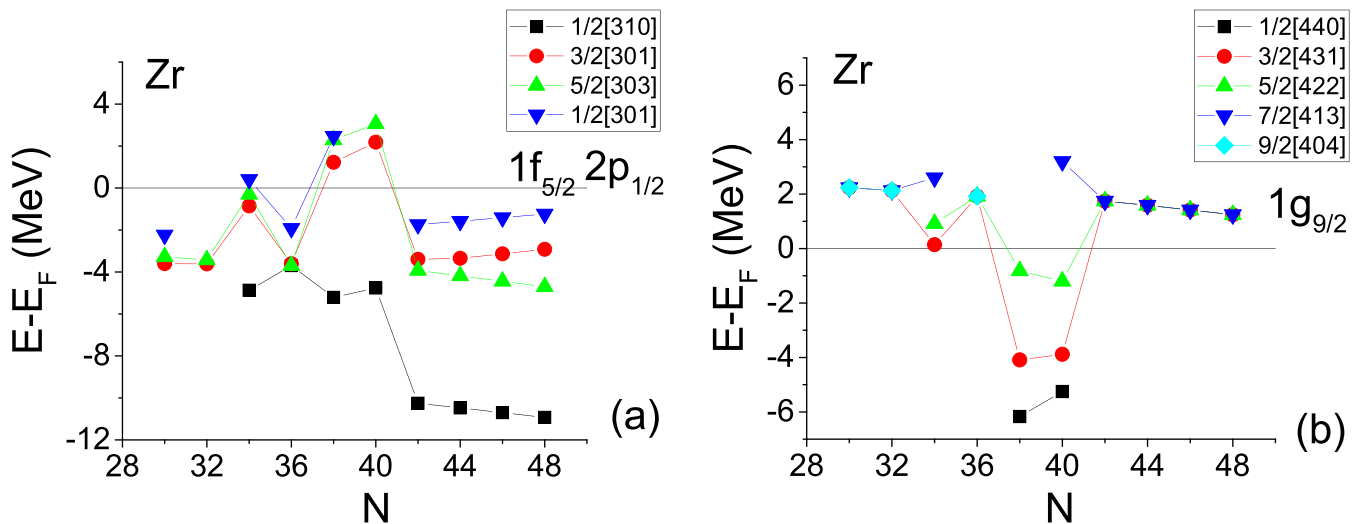 Zr
1/2[310]
3/2[301]
5/2[303]
1/2[301]
1f5/2 2p1/2
4
0
-4
-8
-12
E-EF (MeV)
28 32 36 40 44 48
N
(a)
Zr
1/2[440]
3/2[431]
5/2[422]
7/2[413]
9/2[404]
1g9/2
6
4
2
0
-2
-4
-6
E-EF (MeV)
28 32 36 40 44 48
N
(b)